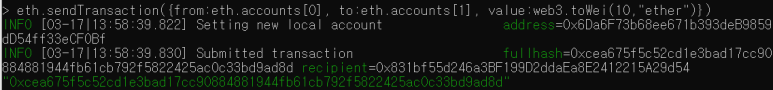 > eth.sendTransaction({from:eth.accounts[0], to:eth.accounts[1], value:web3.toWei(10,"ether")})
INFO [03-17|13:58:39.822] Setting new local account address=0x6Da6F73b68ee671b393deB9859
dD54ff33eCF0Bf
INFO [03-17|13:58:39.830] Submitted transaction fullhash=0xcea675f5c52cd1e3bad17cc90
884881944fb61cb792f5822425ac0c33bd9ad8d recipient=0x831bf55d246a3BF199D2ddaEa8E2412215A29d54
"0xcea675f5c52cd1e3bad17cc90884881944fb61cb792f5822425ac0c33bd9ad8d"